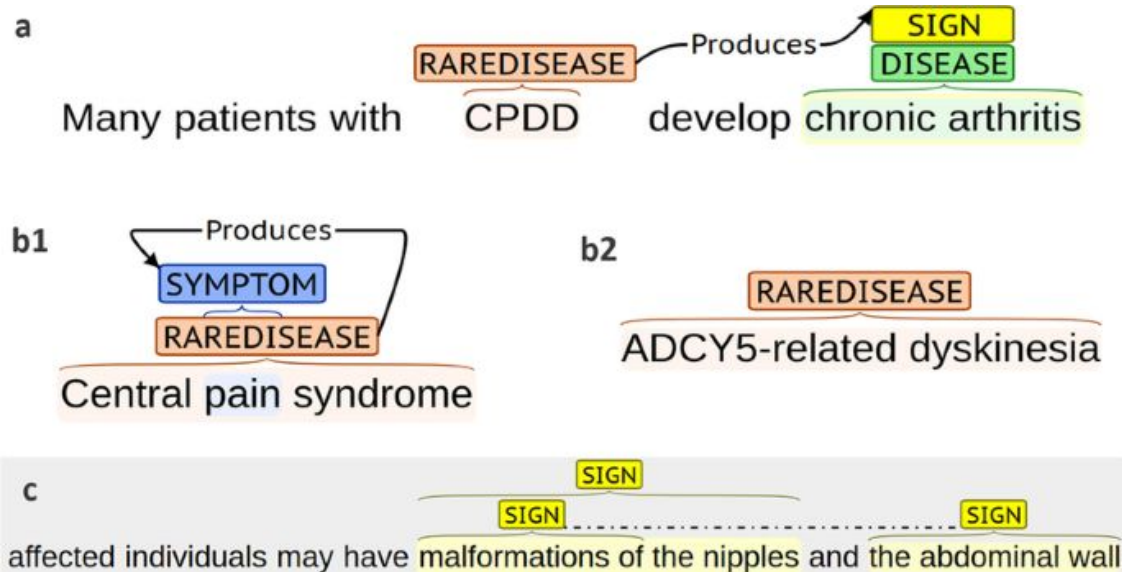 a
SIGN
Produces
RAREDISEASE
DISEASE
Many patients with CPDD develop chronic arthritis
b1
Produces
SYMPTOM
RAREDISEASE
Central pain syndrome
b2
RAREDISEASE
ADCY5-related dyskinesia
c
SIGN
SIGN SIGN
affected individuals may have malformations of the nipples and the abdominal wall